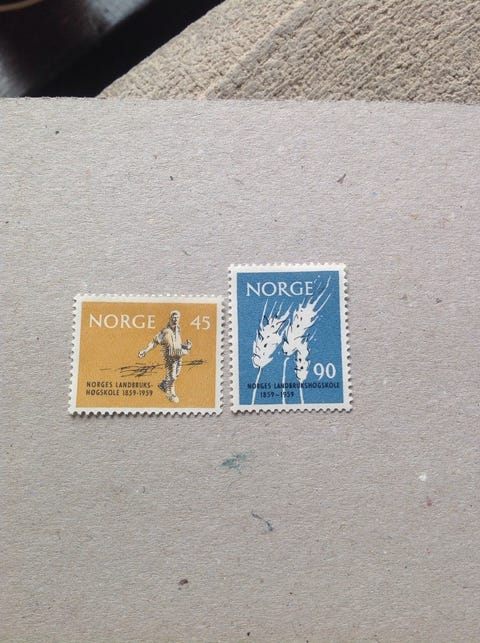 NORGE 45
NORGES LANDBRUKS-
HØGSKOLE 1859-1959
NORGE
90
NORGES LANDBRUKSHØGSKOLE
1859-1959